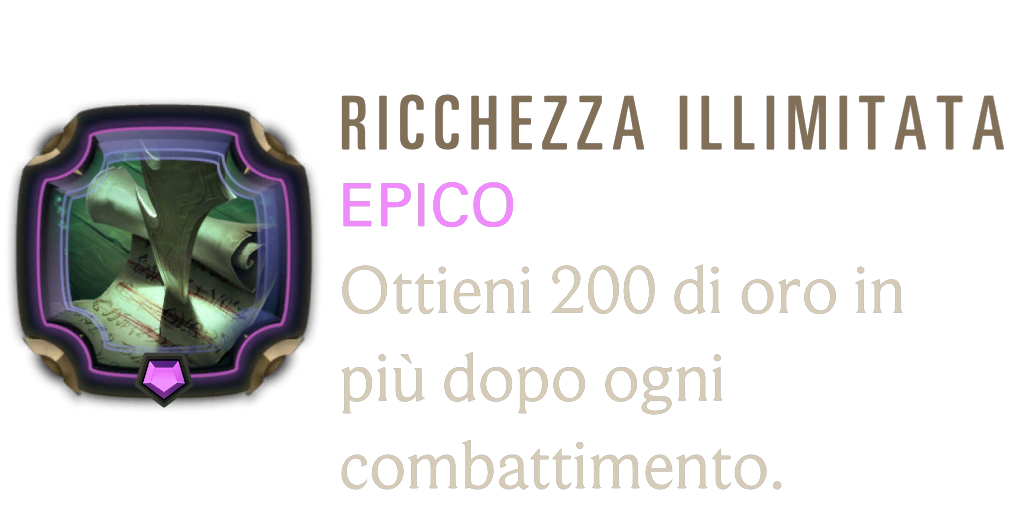 RICCHEZZA ILLIMITATA
EPICO
Ottieni 200 di oro in
più dopo ogni
combattimento.